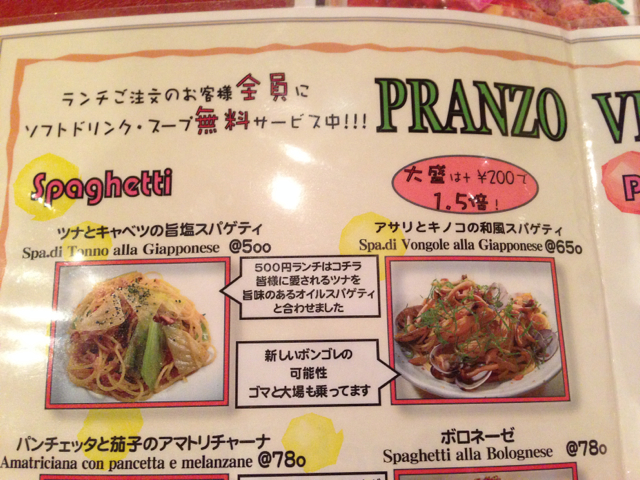 ランチご注文のお客様全員に
ソフトドリンク・スープ無料サービス中!!!
PRANZO
Spaghetti
大盛は+ ¥200で
1.5倍!
ツナとキャベツの旨塩スパゲティ
Spa.di Tonno alla Giapponese @500
アサリとキノコの和風スパゲティ
Spa.di Vongole alla Giapponese @650
500円ランチはコチラ
皆様に愛されるツナを
旨味のあるオイルスパゲティ
と合わせました
新しいボンゴレの
可能性
ゴマと大場も乗ってます
パンチェッタと茄子のアマトリチャーナ
Amatriciana con pancetta e melanzane @780
ボロネーゼ
Spaghetti alla Bolognese @780